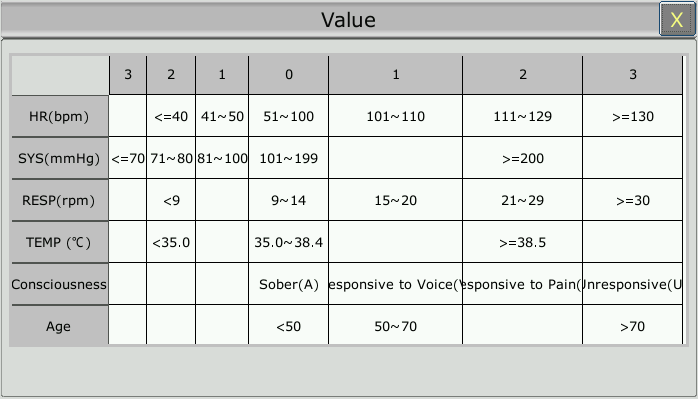 Value
X
3 2 1 0 1 2 3
HR(bpm) <=40 41~50 51~100 101~110 111~129 >=130
SYS(mmHg) <=70 71~80 81~100 101~199 >=200
RESP(rpm) <9 9~14 15~20 21~29 >=30
TEMP (℃) <35.0 35.0~38.4 >=38.5
Consciousness Sober(A) esponsive to Voice( esponsive to Pain( Unresponsive(U
Age <50 50~70 >70